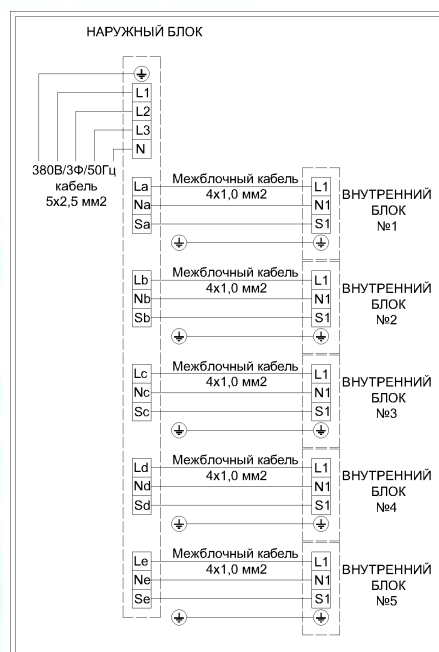 НАРУЖНЫЙ БЛОК
L1
L2
L3
N
380В/3Ф/50Гц
кабель
5х2,5 мм2
La
Na
Sa
Межблочный кабель
4х1,0 мм2
L1
N1
S1
ВНУТРЕННИЙ
БЛОК
№1
Lb
Nb
Sb
Межблочный кабель
4х1,0 мм2
L1
N1
S1
ВНУТРЕННИЙ
БЛОК
№2
Lc
Nc
Sc
Межблочный кабель
4х1,0 мм2
L1
N1
S1
ВНУТРЕННИЙ
БЛОК
№3
Ld
Nd
Sd
Межблочный кабель
4х1,0 мм2
L1
N1
S1
ВНУТРЕННИЙ
БЛОК
№4
Le
Ne
Se
Межблочный кабель
4х1,0 мм2
L1
N1
S1
ВНУТРЕННИЙ
БЛОК
№5